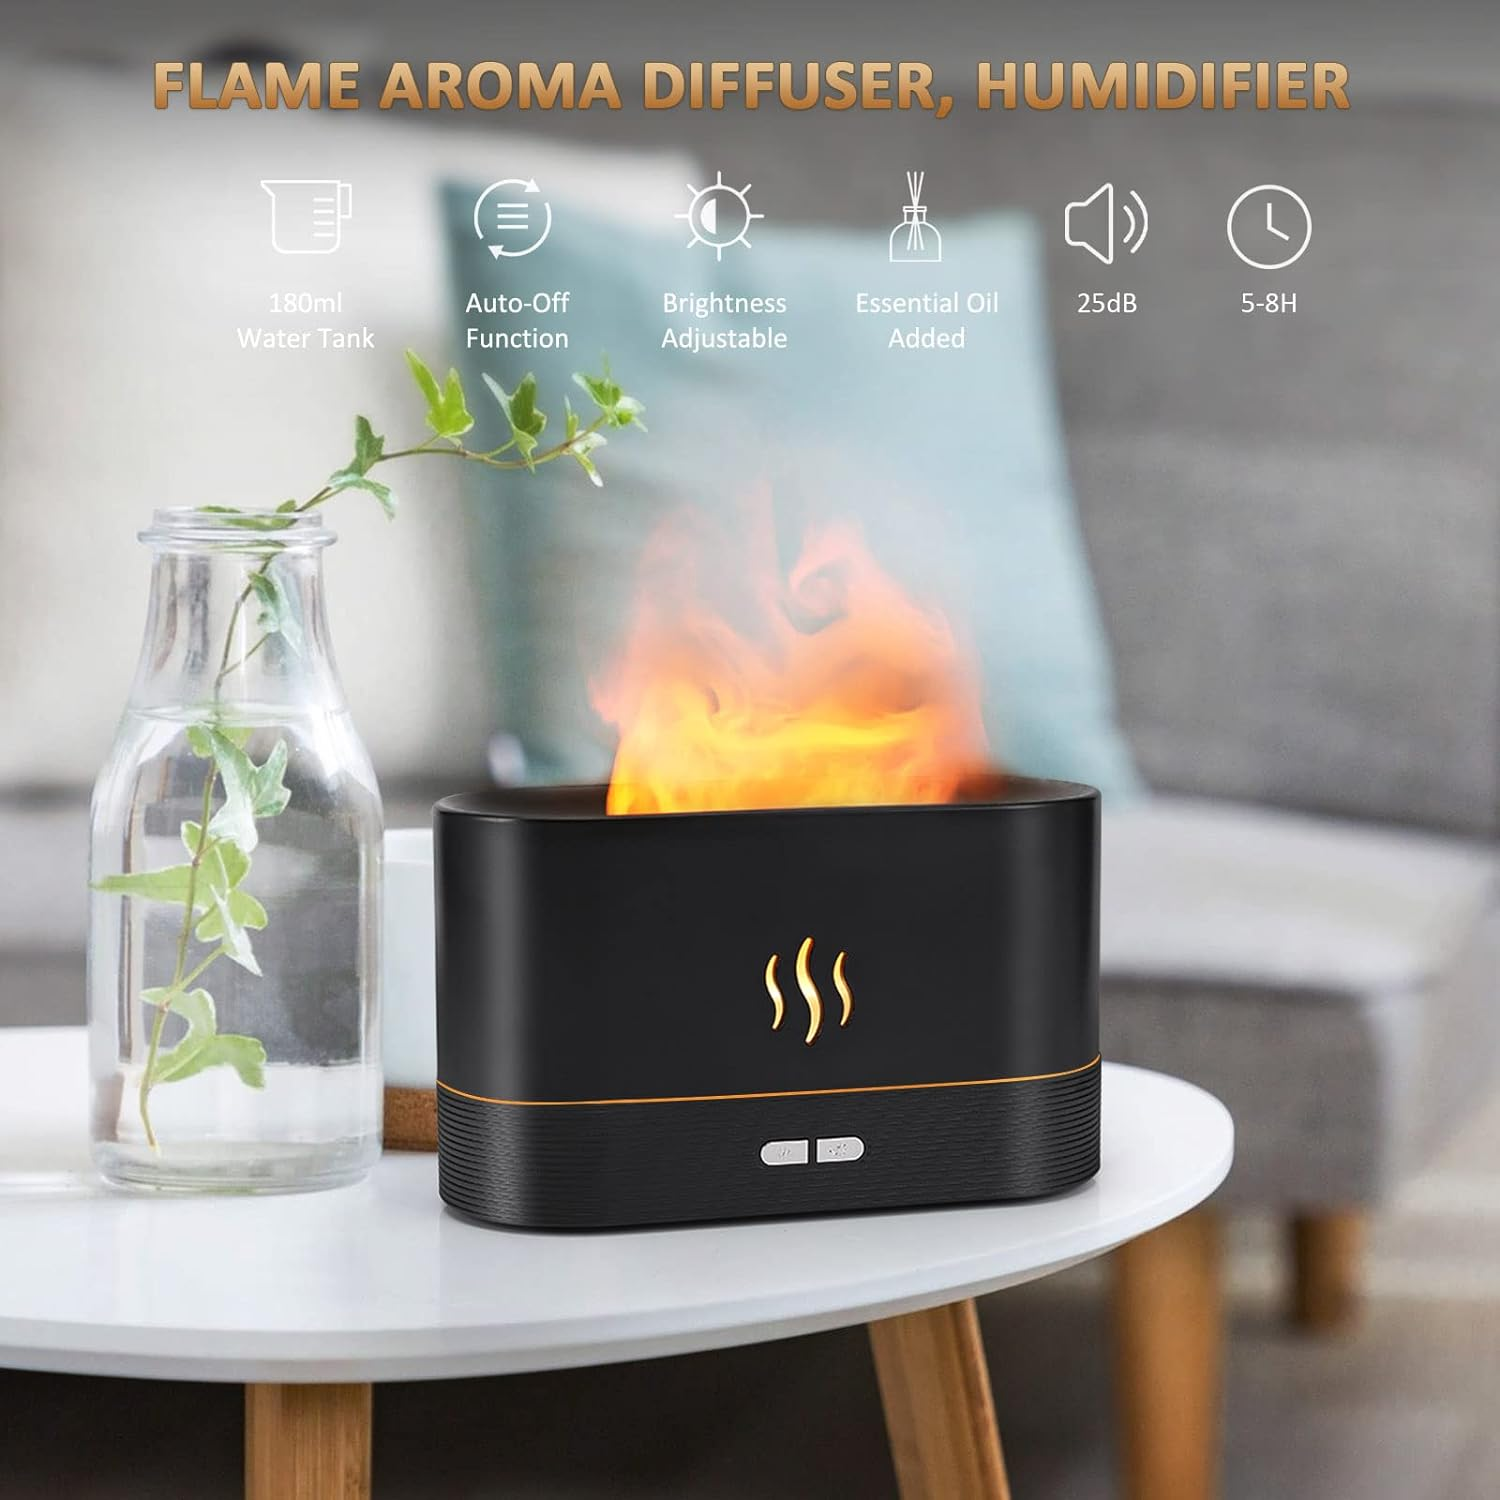 FLAME AROMA DIFFUSER, HUMIDIFIER
180ml
Water Tank
Auto-Off
Function
Brightness
Adjustable
Essential Oil
Added
25dB
5-8H